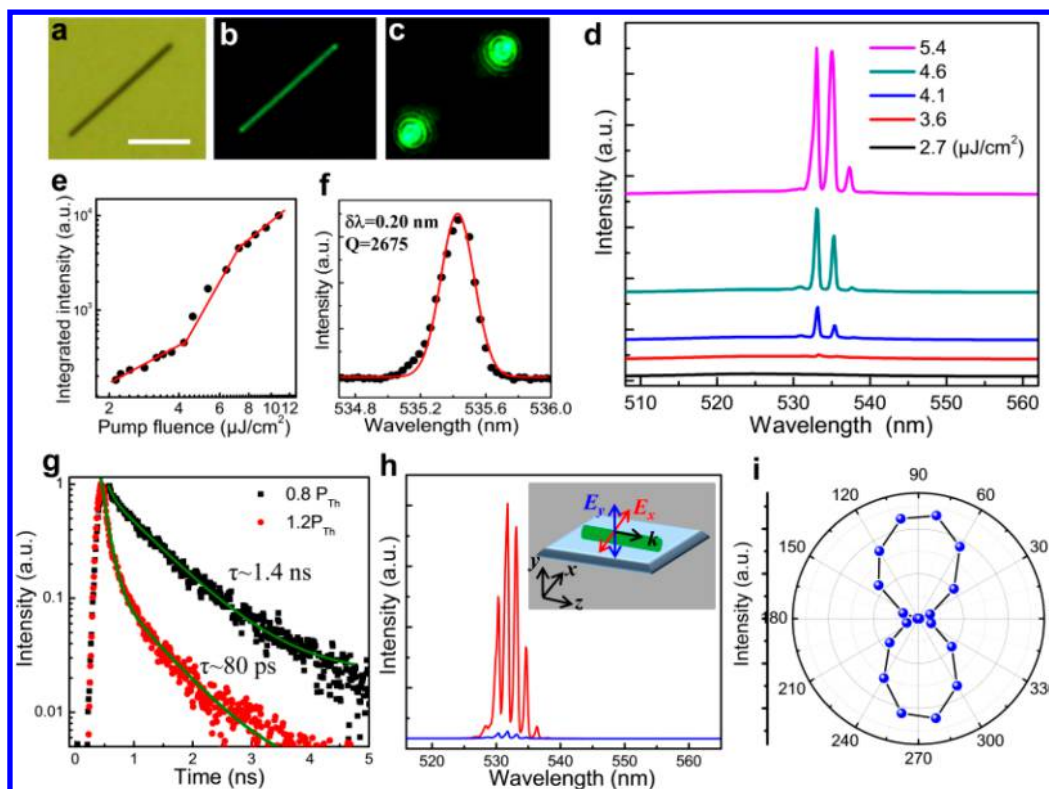 a
b
c
d
5.4
4.6
4.1
3.6
2.7 (μJ/cm²)
Intensity (a.u.)
510 520 530 540 550 560
Wavelength (nm)
e
Integrated intensity (a.u.)
10⁴
10³
2 4 6 8 1012
Pump fluence (μJ/cm²)
f
δλ=0.20 nm
Q=2675
Intensity (a.u.)
534.8 535.2 535.6 536.0
Wavelength (nm)
g
0.8 P_Th
1.2P_Th
τ~1.4 ns
τ~80 ps
Intensity (a.u.)
1
0.1
0.01
0 1 2 3 4 5
Time (ns)
h
E_y E_x
k
y x
z
Intensity (a.u.)
520 530 540 550 560
Wavelength (nm)
i
Intensity (a.u.)
90
120 60
150 30
180
210 330
240 300
270